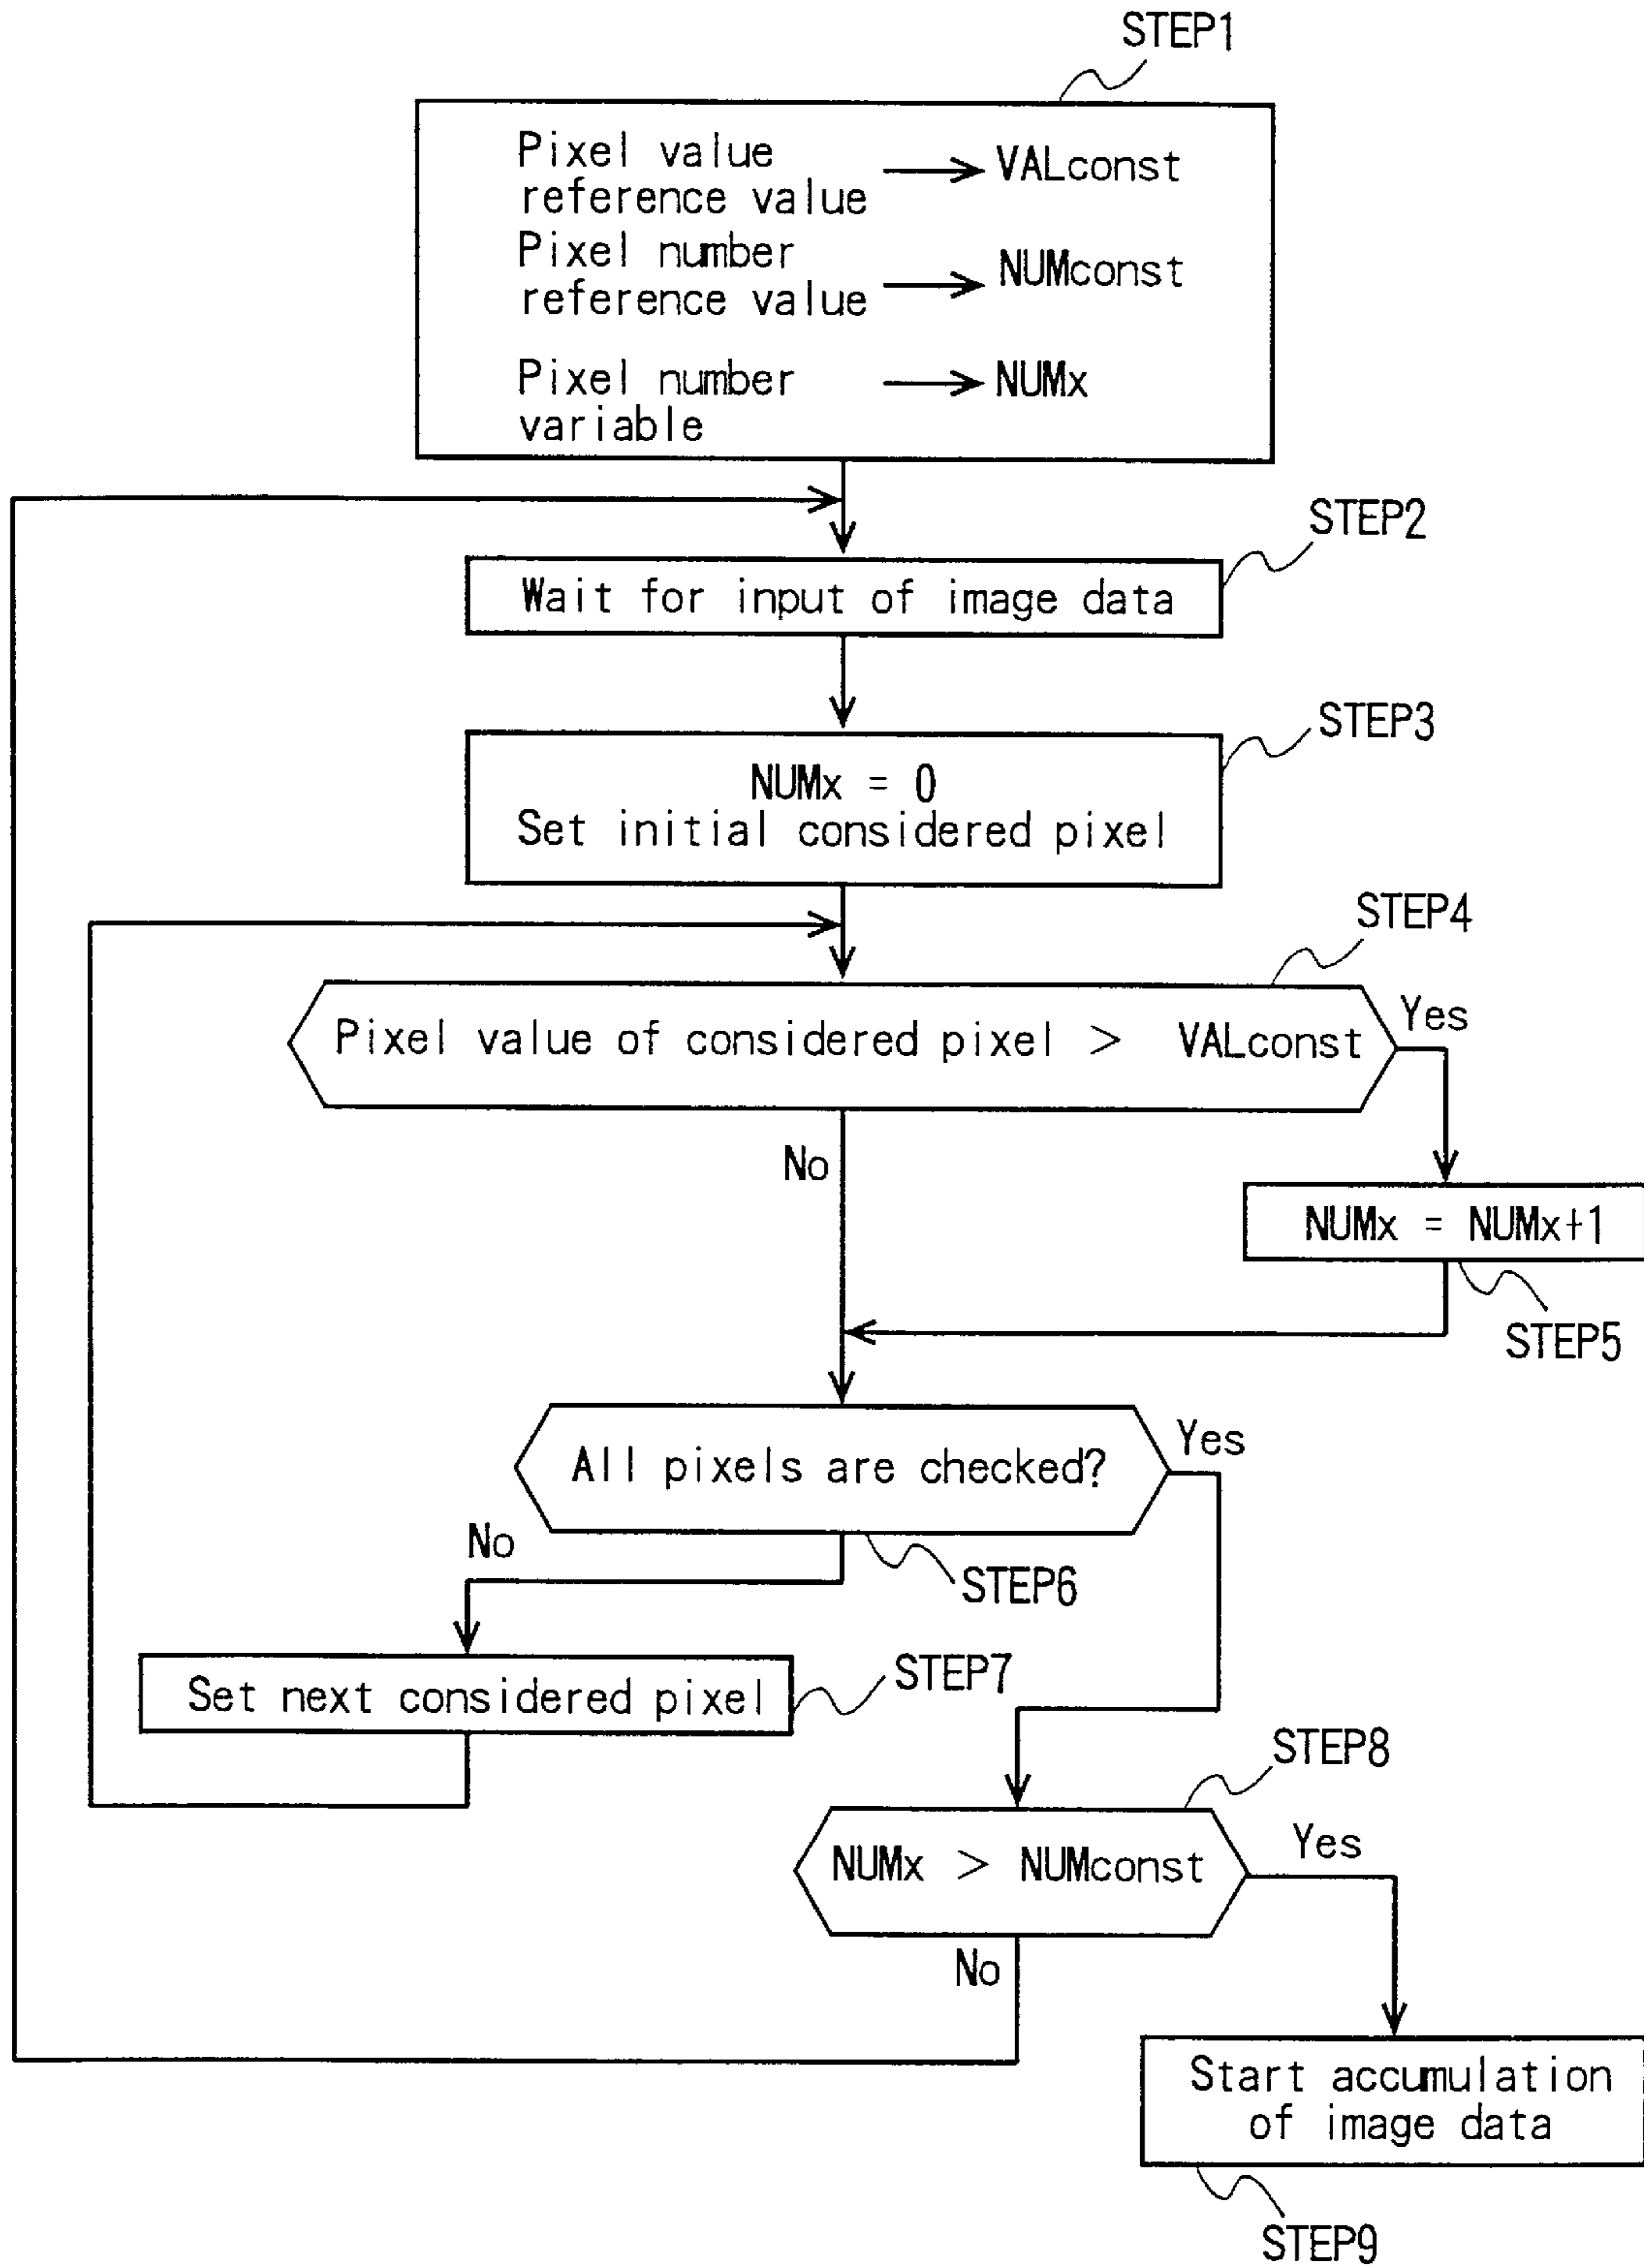 STEP1
Pixel value
reference value
VALconst
Pixel number
reference value
NUMconst
Pixel number
variable
NUMx
STEP2
Wait for input of image data
STEP3
NUMx = 0
Set initial considered pixel
STEP4
Pixel value of considered pixel > VALconst
Yes
No
NUMx = NUMx+1
STEP5
All pixels are checked?
Yes
No
STEP6
Set next considered pixel
STEP7
STEP8
NUMx > NUMconst
Yes
No
Start accumulation
of image data
STEP9